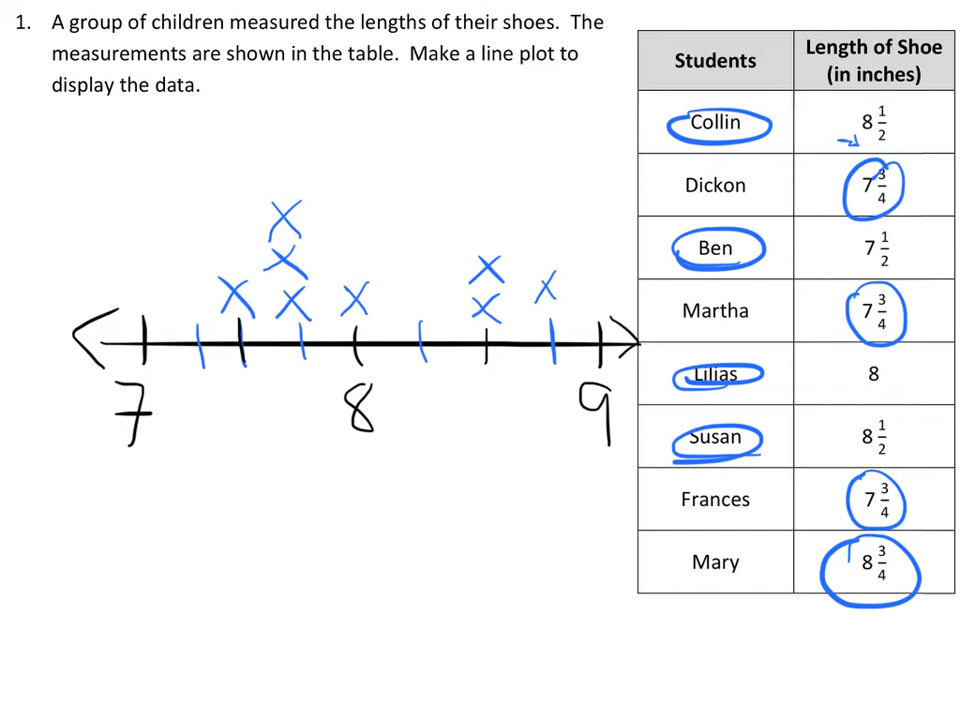 1. A group of children measured the lengths of their shoes. The
measurements are shown in the table. Make a line plot to
display the data.
Students Length of Shoe
(in inches)
Collin 8 1/2
Dickon 7 3/4
Ben 7 1/2
Martha 7 3/4
Lilias 8
Susan 8 1/2
Frances 7 3/4
Mary 8 3/4
X
X X
X X X X X
7 8 9